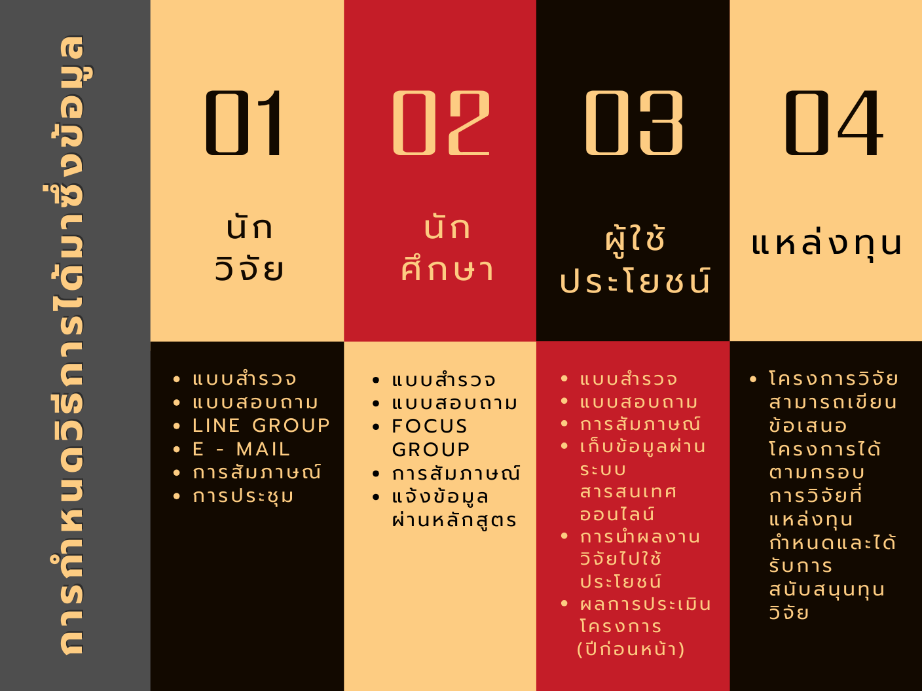 การกำหนดวิธีการได้มาซึ่งข้อมูล
01
นัก
วิจัย
• แบบสำรวจ
• แบบสอบถาม
• LINE GROUP
• E - MAIL
• การสัมภาษณ์
• การประชุม
02
นัก
ศึกษา
• แบบสำรวจ
• แบบสอบถาม
• FOCUS
GROUP
• การสัมภาษณ์
• แจ้งข้อมูล
ผ่านหลักสูตร
03
ผู้ใช้
ประโยชน์
• แบบสำรวจ
• แบบสอบถาม
• การสัมภาษณ์
• เก็บข้อมูลผ่าน
ระบบ
สารสนเทศ
ออนไลน์
• การนำผลงาน
วิจัยไปใช้
ประโยชน์
• ผลการประเมิน
โครงการ
(ปีก่อนหน้า)
04
แหล่งทุน
• โครงการวิจัย
สามารถเขียน
ข้อเสนอ
โครงการได้
ตามกรอบ
การวิจัยที่
แหล่งทุน
กำหนดและได้
รับการ
สนับสนุนทุน
วิจัย